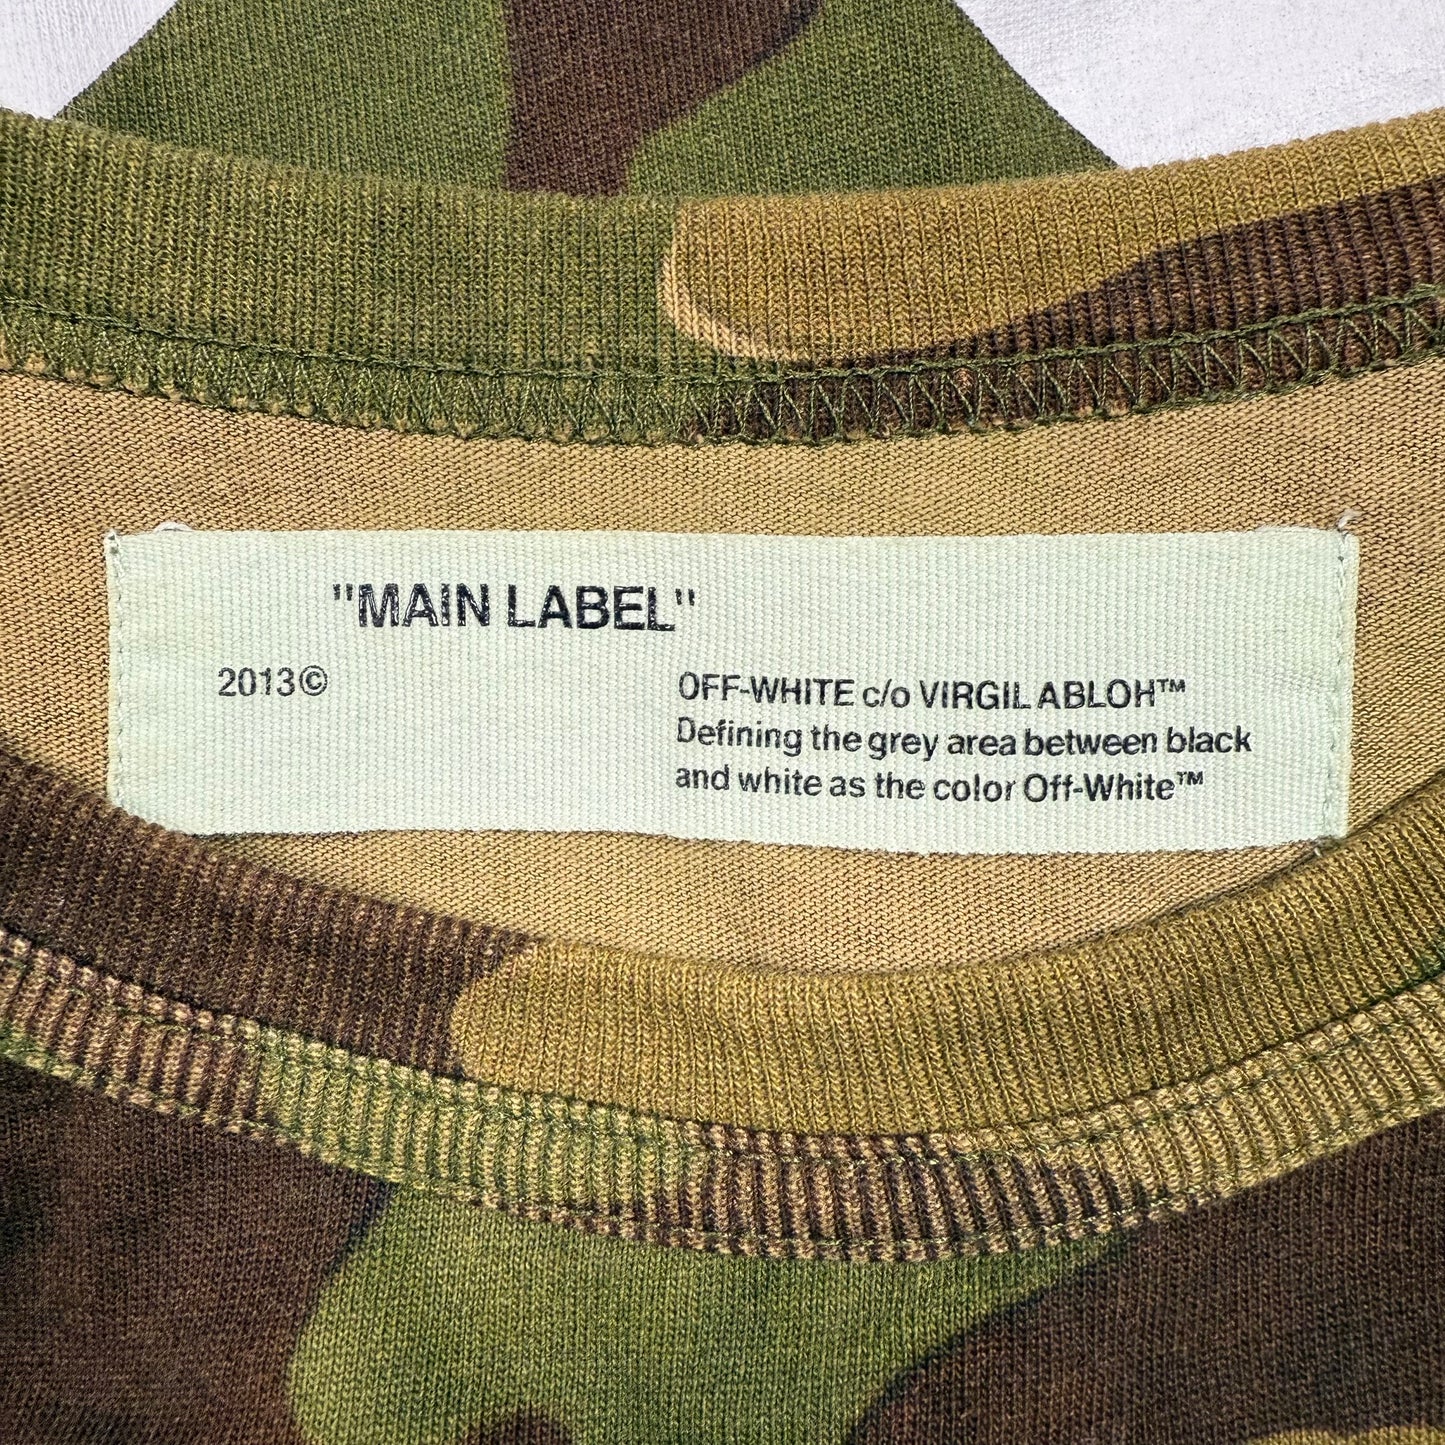 "MAIN LABEL"
2013©
OFF-WHITE c/o VIRGIL ABLOH™
Defining the grey area between black
and white as the color Off-White™